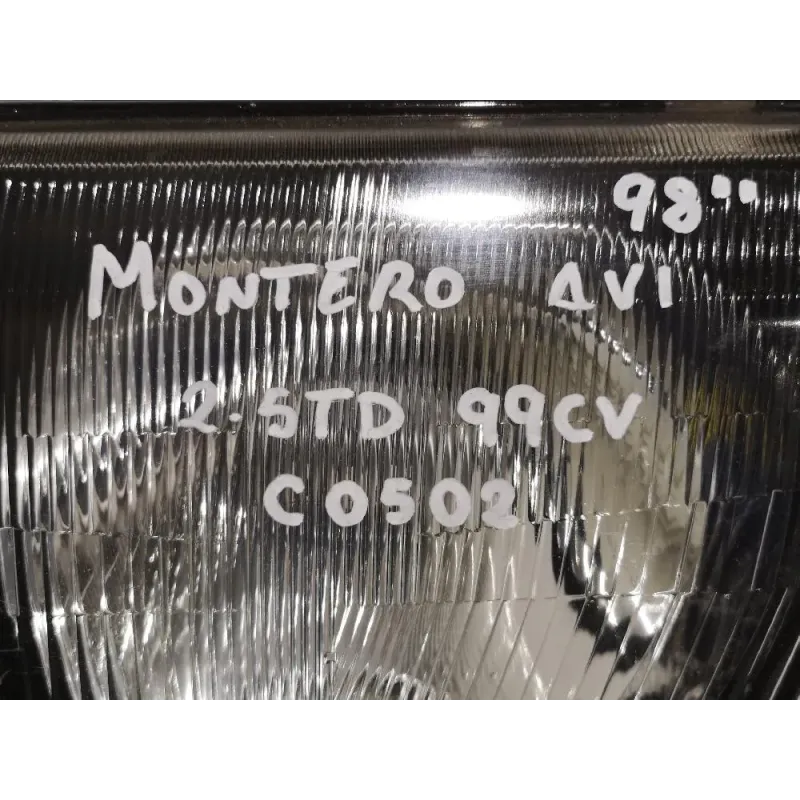 98"
MONTERO AVI
2.5TD 99CV
C0502